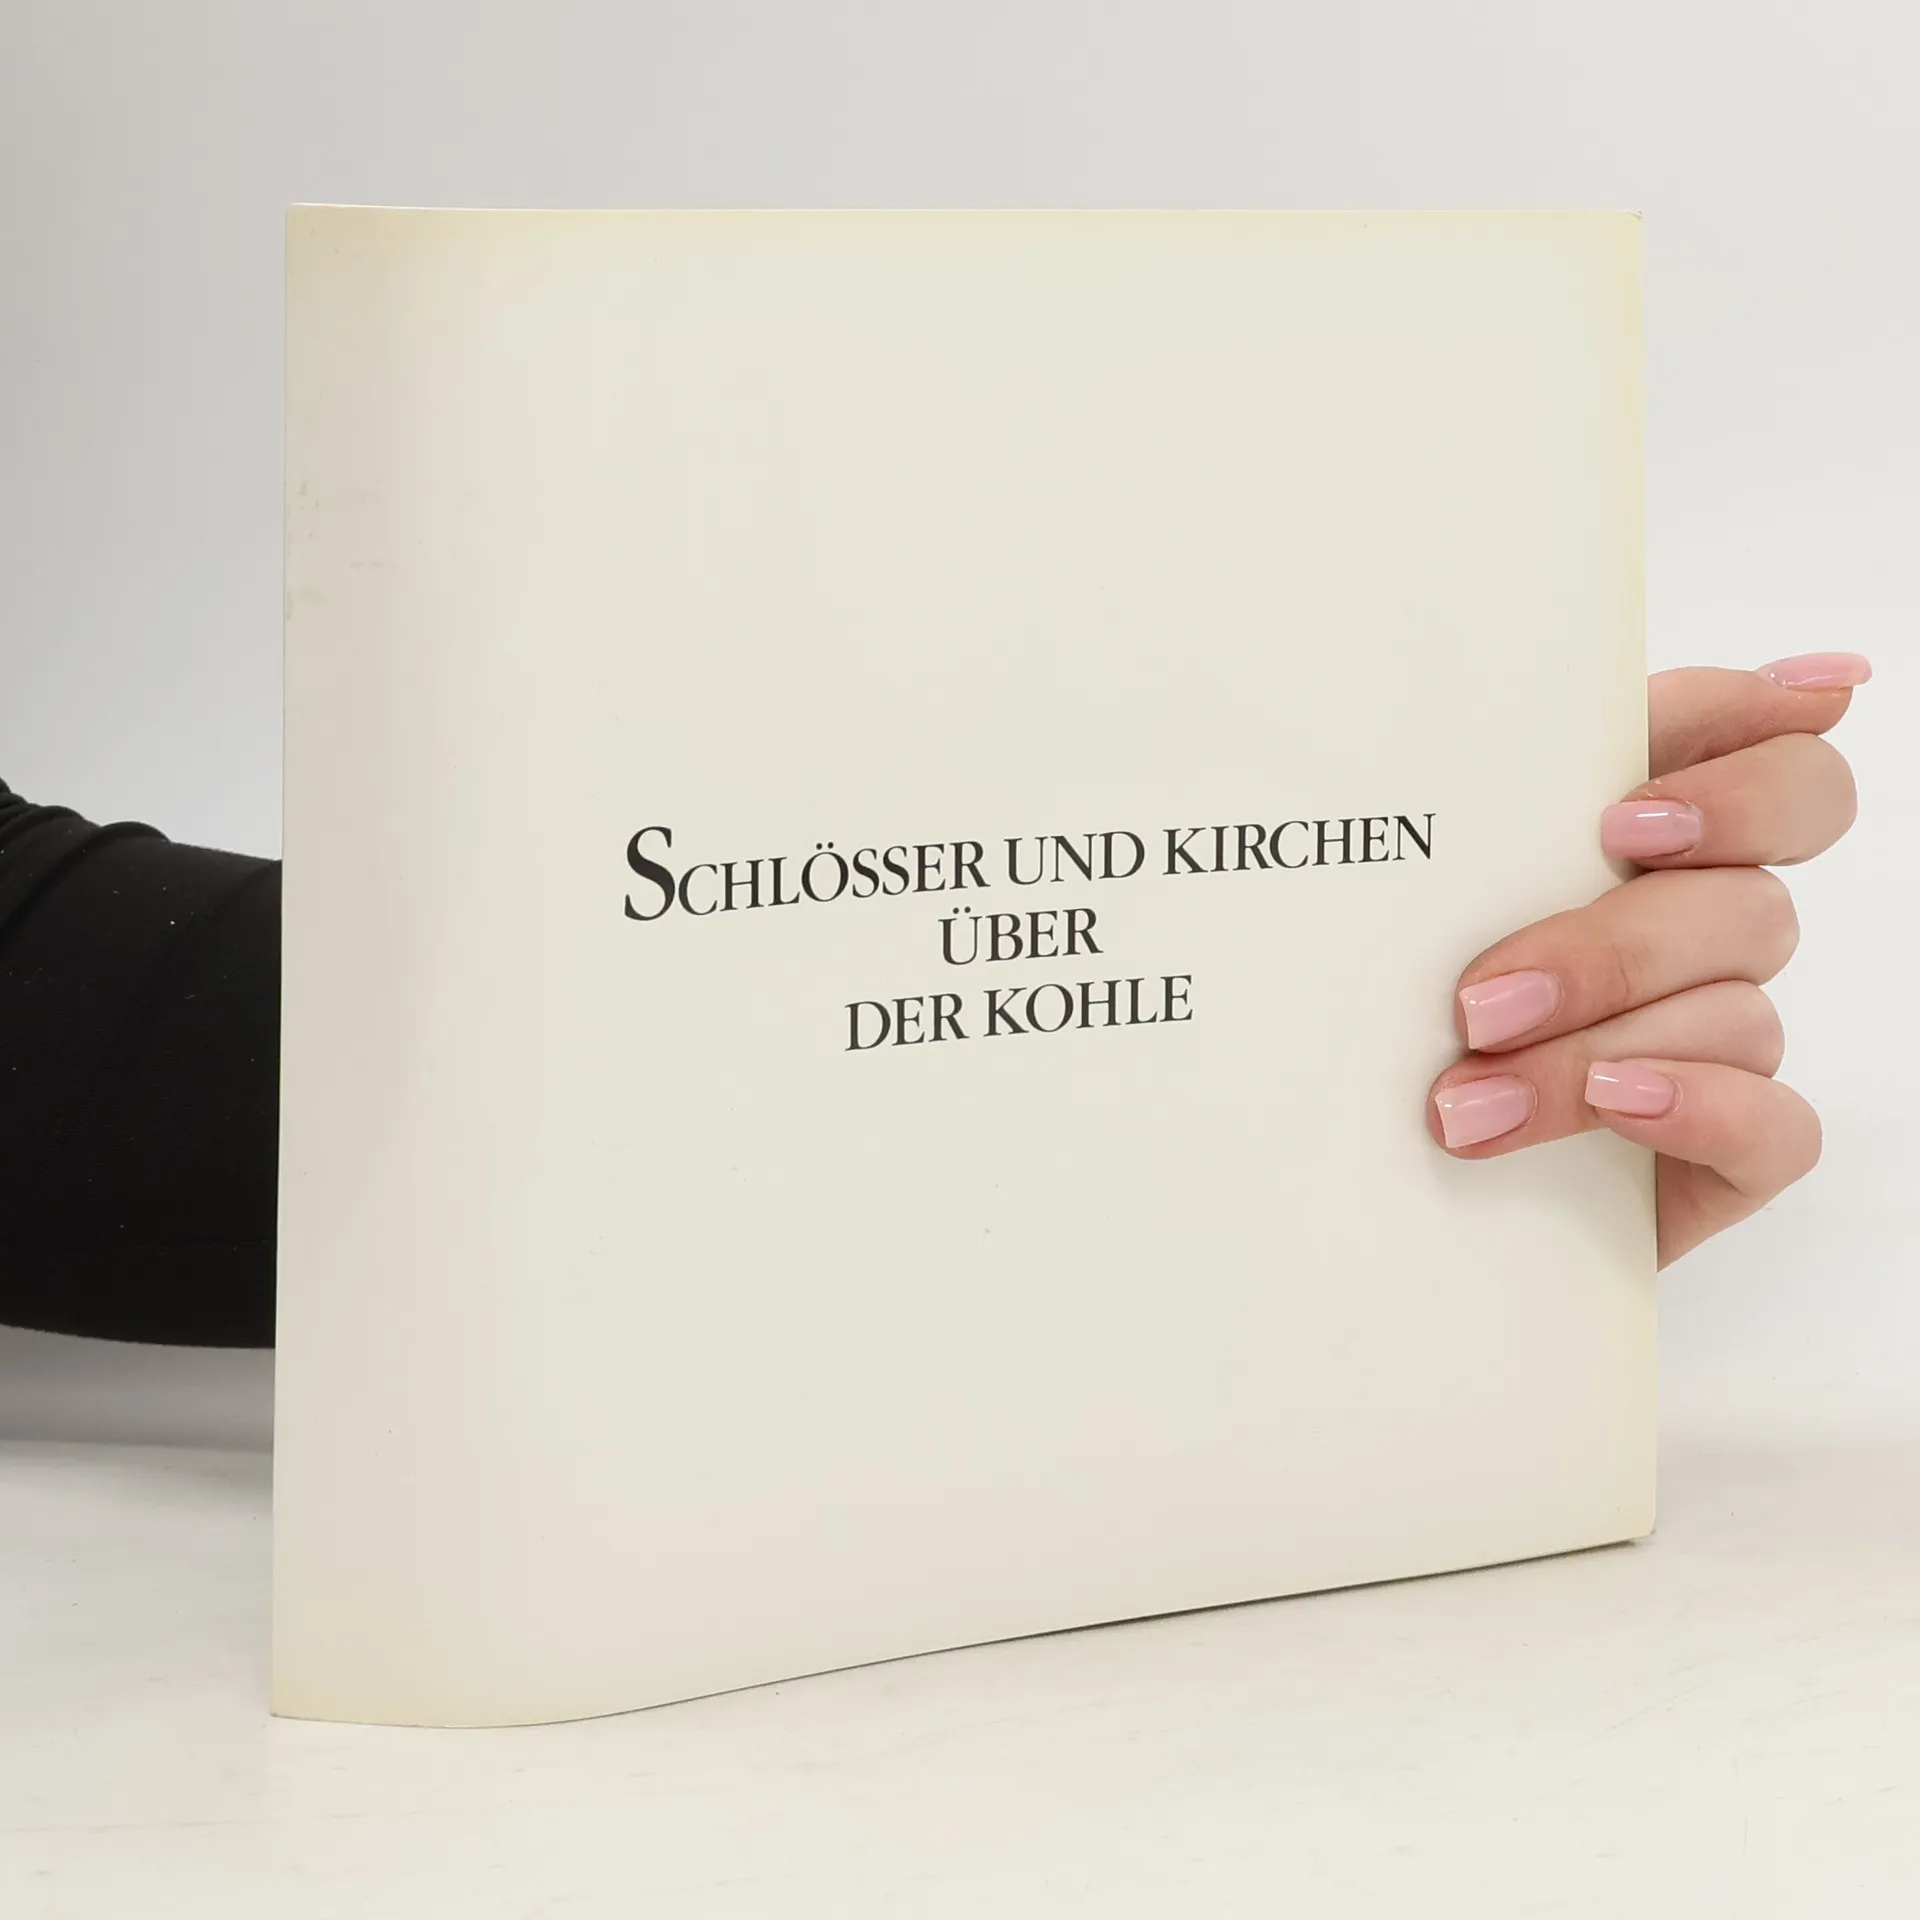 SCHLÖSSER UND KIRCHEN
ÜBER
DER KOHLE